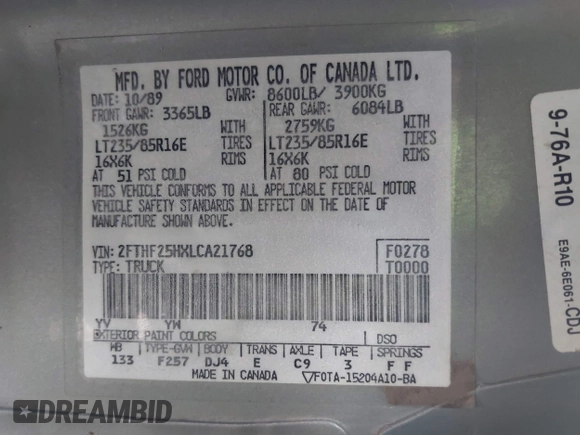 MFD. BY FORD MOTOR CO. OF CANADA LTD.
DATE: 10/89 GVWR: 8600LB/ 3900KG
FRONT GAWR: 3365LB REAR GAWR: 6084LB
1526KG WITH 2759KG WITH
LT235/85R16E TIRES LT235/85R16E TIRES
16X6K RIMS 16X6K RIMS
AT 51 PSI COLD AT 80 PSI COLD
THIS VEHICLE CONFORMS TO ALL APPLICABLE FEDERAL MOTOR
VEHICLE SAFETY STANDARDS IN EFFECT ON THE DATE OF
MANUFACTURE SHOWN ABOVE.
VIN: 2FTHF25HXLCA21768 F0278
TYPE: TRUCK T0000
YV YW 74
EXTERIOR PAINT COLORS DSO
WB TYPE-GVW BODY TRANS AXLE TAPE SPRINGS
133 F257 DJ4 E C9 3 F F
MADE IN CANADA F0TA-15204A10-BA
9-76A-R10
E9AE-6E061-CDJ
DREAMBID